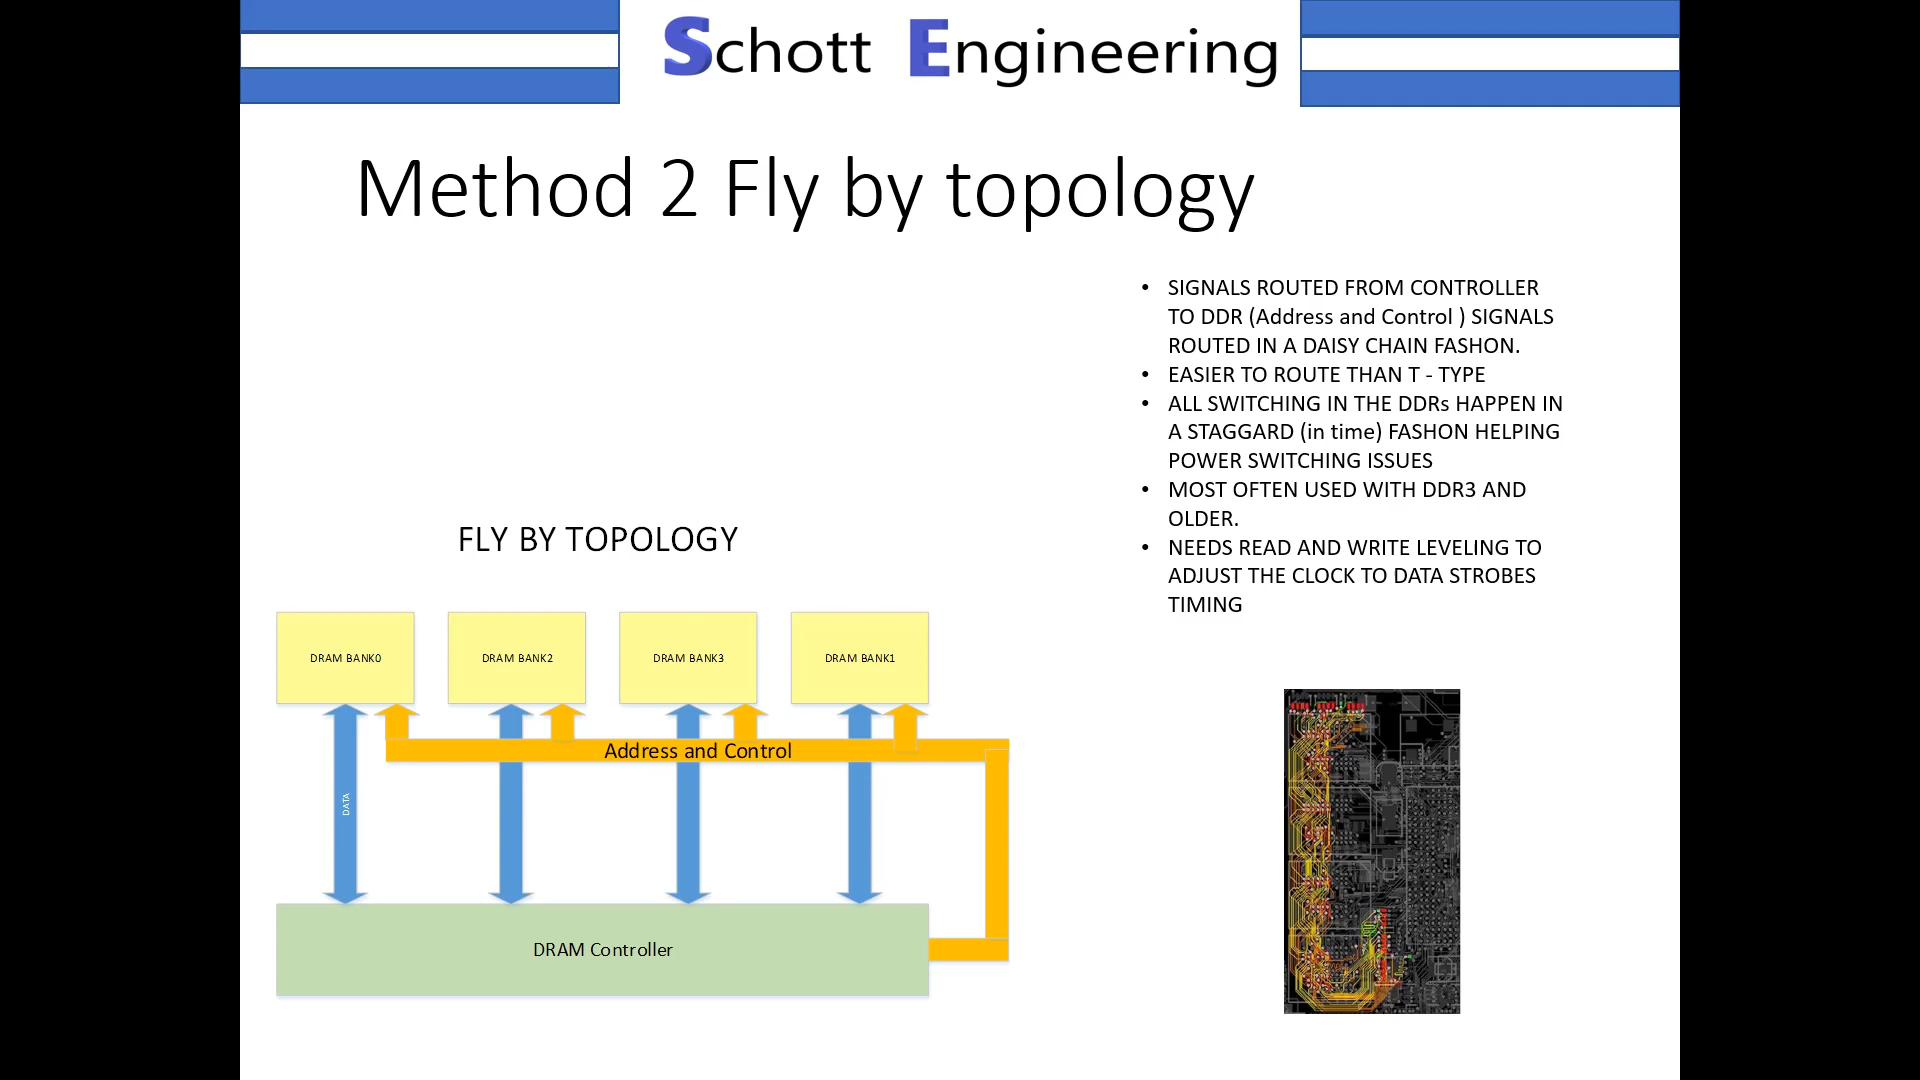 Schott Engineering
Method 2 Fly by topology
• SIGNALS ROUTED FROM CONTROLLER
TO DDR (Address and Control ) SIGNALS
ROUTED IN A DAISY CHAIN FASHON.
• EASIER TO ROUTE THAN T - TYPE
• ALL SWITCHING IN THE DDRs HAPPEN IN
A STAGGARD (in time) FASHON HELPING
POWER SWITCHING ISSUES
• MOST OFTEN USED WITH DDR3 AND
OLDER.
• NEEDS READ AND WRITE LEVELING TO
ADJUST THE CLOCK TO DATA STROBES
TIMING
FLY BY TOPOLOGY
DRAM BANK0
DRAM BANK2
DRAM BANK3
DRAM BANK1
Address and Control
DATA
DRAM Controller